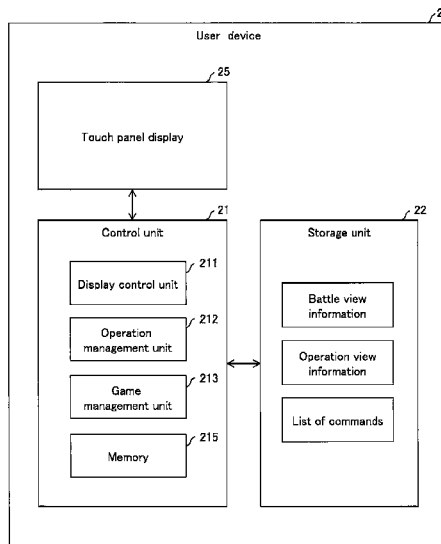 2
User device
25
Touch panel display
21
Control unit
22
Storage unit
211
Display control unit
212
Operation
management unit
213
Game
management unit
215
Memory
Battle view
information
Operation view
information
List of commands